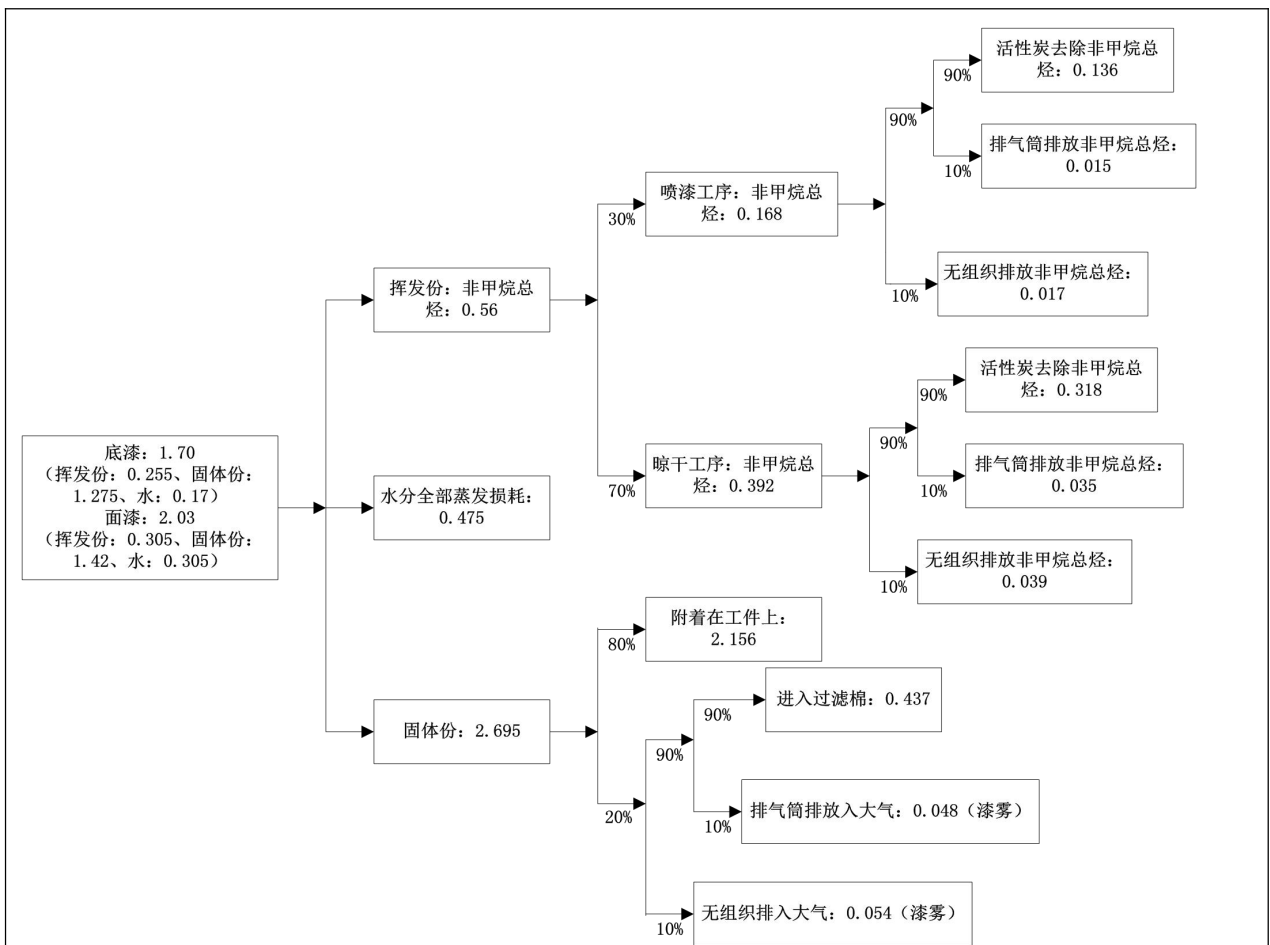 活性炭去除非甲烷总
烃：0.136
90%
90%
排气筒排放非甲烷总烃：
0.015
10%
喷漆工序：非甲烷总
烃：0.168
30%
无组织排放非甲烷总烃：
0.017
10%
挥发份：非甲烷总
烃：0.56
活性炭去除非甲烷总
烃：0.318
90%
90%
排气筒排放非甲烷总烃：
0.035
10%
晾干工序：非甲烷总
烃：0.392
70%
无组织排放非甲烷总烃：
0.039
10%
底漆：1.70
（挥发份：0.255、固体份：
1.275、水：0.17）
面漆：2.03
（挥发份：0.305、固体份：
1.42、水：0.305）
水分全部蒸发损耗：
0.475
附着在工件上：
2.156
80%
固体份：2.695
进入过滤棉：0.437
90%
90%
排气筒排放入大气：0.048（漆雾）
10%
20%
无组织排入大气：0.054（漆雾）
10%